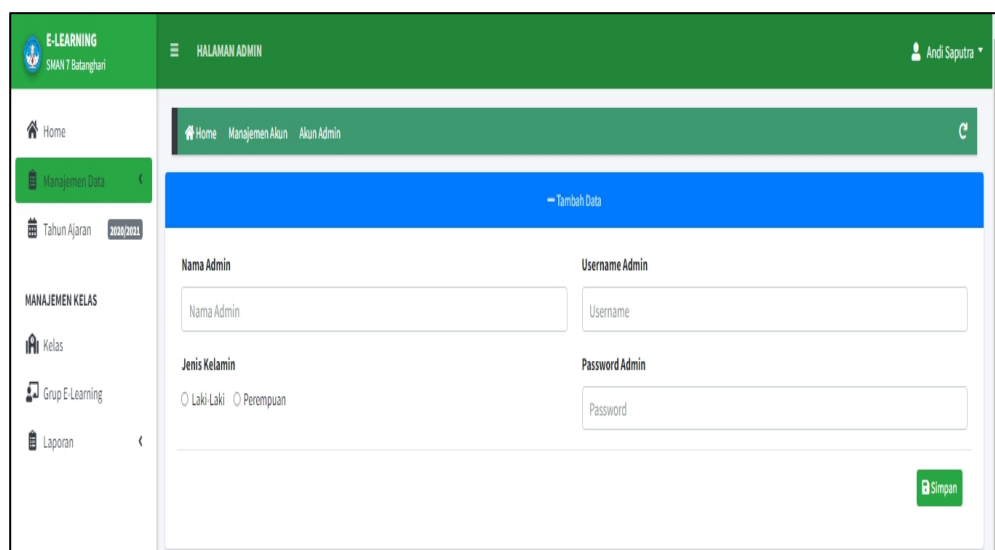 E-LEARNING
SMAN 7 Batanghari
HALAMAN ADMIN
Andi Saputra
Home
Manajemen Data
Tahun Ajaran 2020/2021
MANAJEMEN KELAS
Kelas
Grup E-Learning
Laporan
Home Manajemen Akun Akun Admin
Tambah Data
Nama Admin
Nama Admin
Username Admin
Username
Jenis Kelamin
Laki-Laki Perempuan
Password Admin
Password
Simpan